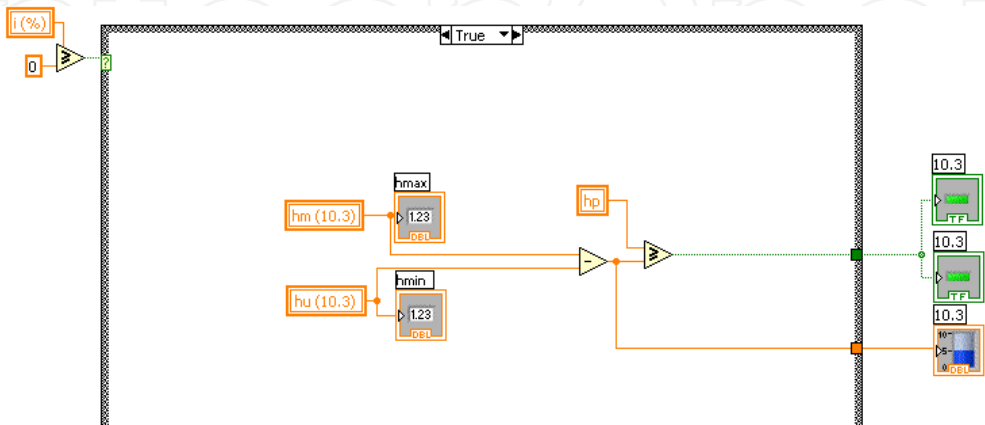 i (%)
0
≥
?
True
hmax
hm (10.3)
1.23
DBL
hmin
hu (10.3)
1.23
DBL
hp
-
≥
10.3
TF
10.3
TF
10.3
10-
5-
0
DBL